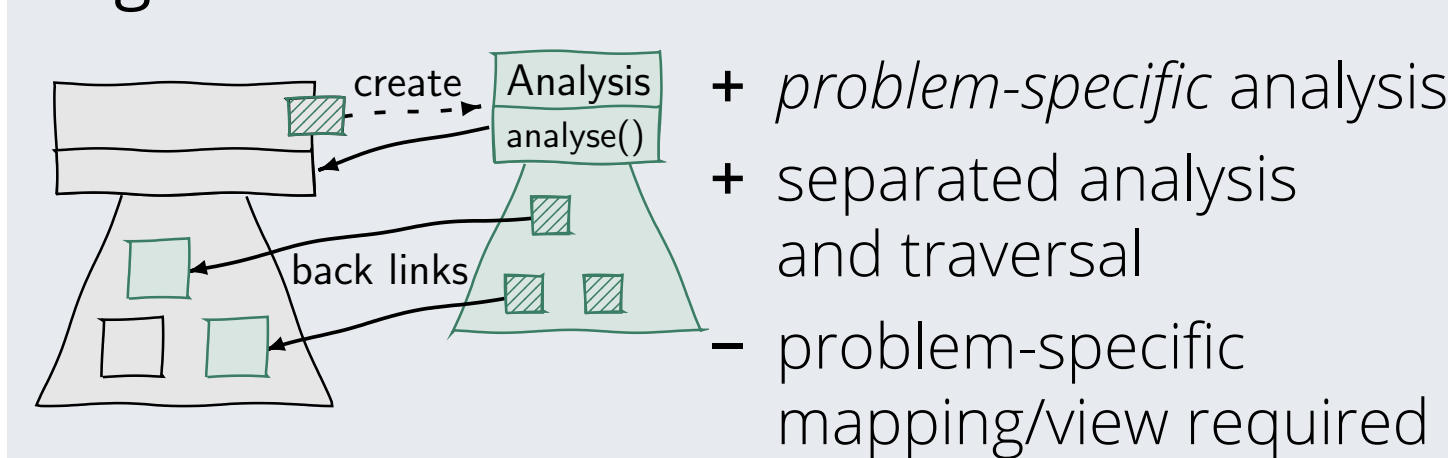 create
Analysis
analyse()
back links
+ problem-specific analysis
+ separated analysis
and traversal
− problem-specific
mapping/view required